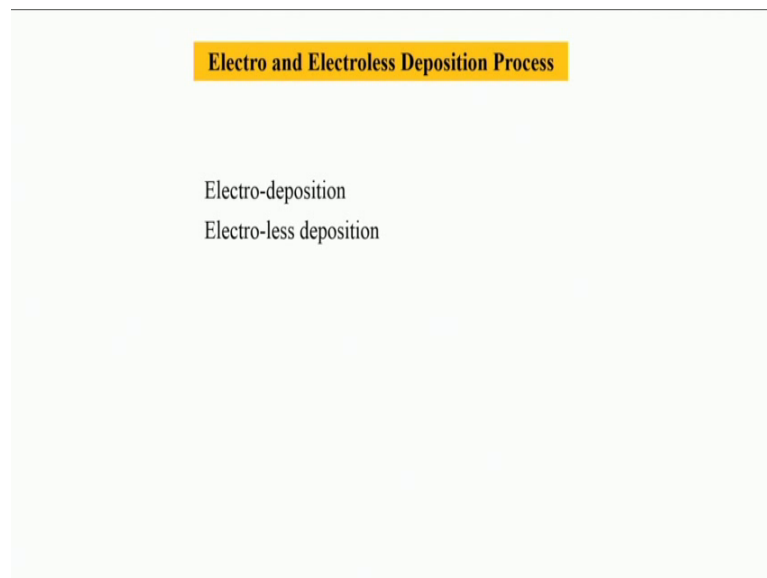 Electro and Electroless Deposition Process
Electro-deposition
Electro-less deposition